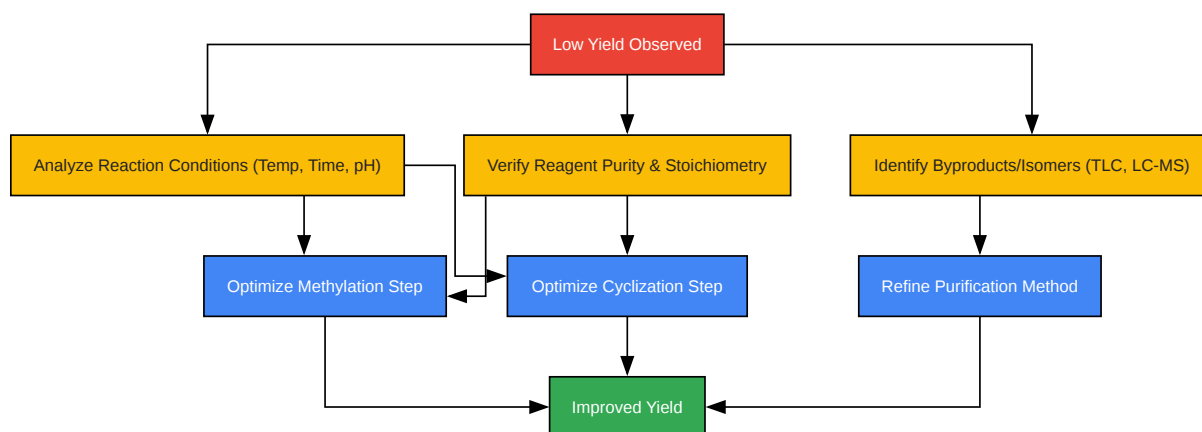 Low Yield Observed
Analyze Reaction Conditions (Temp, Time, pH)
Verify Reagent Purity & Stoichiometry
Identify Byproducts/Isomers (TLC, LC-MS)
Optimize Methylation Step
Optimize Cyclization Step
Refine Purification Method
Improved Yield